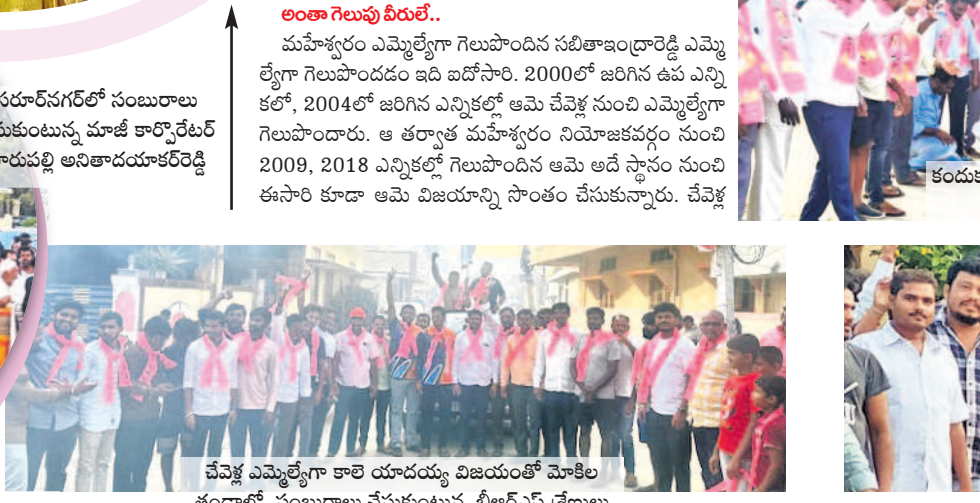 సరూర్‌నగర్‌లో సంబురాలు
మాజీ కార్పొరేటర్
అనితాదయాకర్‌రెడ్డి
అంతా గెలుపు వీరులే..
మహేశ్వరం ఎమ్మెల్యేగా గెలుపొందిన సబితాఇంద్రారెడ్డి ఎమ్మె
ల్యేగా గెలుపొందడం ఇది ఐదోసారి. 2000లో జరిగిన ఉప ఎన్ని
కలో, 2004లో జరిగిన ఎన్నికల్లో ఆమె చేవెళ్ల నుంచి ఎమ్మెల్యేగా
గెలుపొందారు. ఆ తర్వాత మహేశ్వరం నియోజకవర్గం నుంచి
2009, 2018 ఎన్నికల్లో గెలుపొందిన ఆమె అదే స్థానం నుంచి
ఈసారి కూడా ఆమె విజయాన్ని సొంతం చేసుకున్నారు. చేవెళ్ల
చేవెళ్ల ఎమ్మెల్యేగా కాలె యాదయ్య విజయంతో మోకిల
తండాలో సంబురాలు చేసుకుంటున్న బీఆర్ఎస్ శ్రేణులు